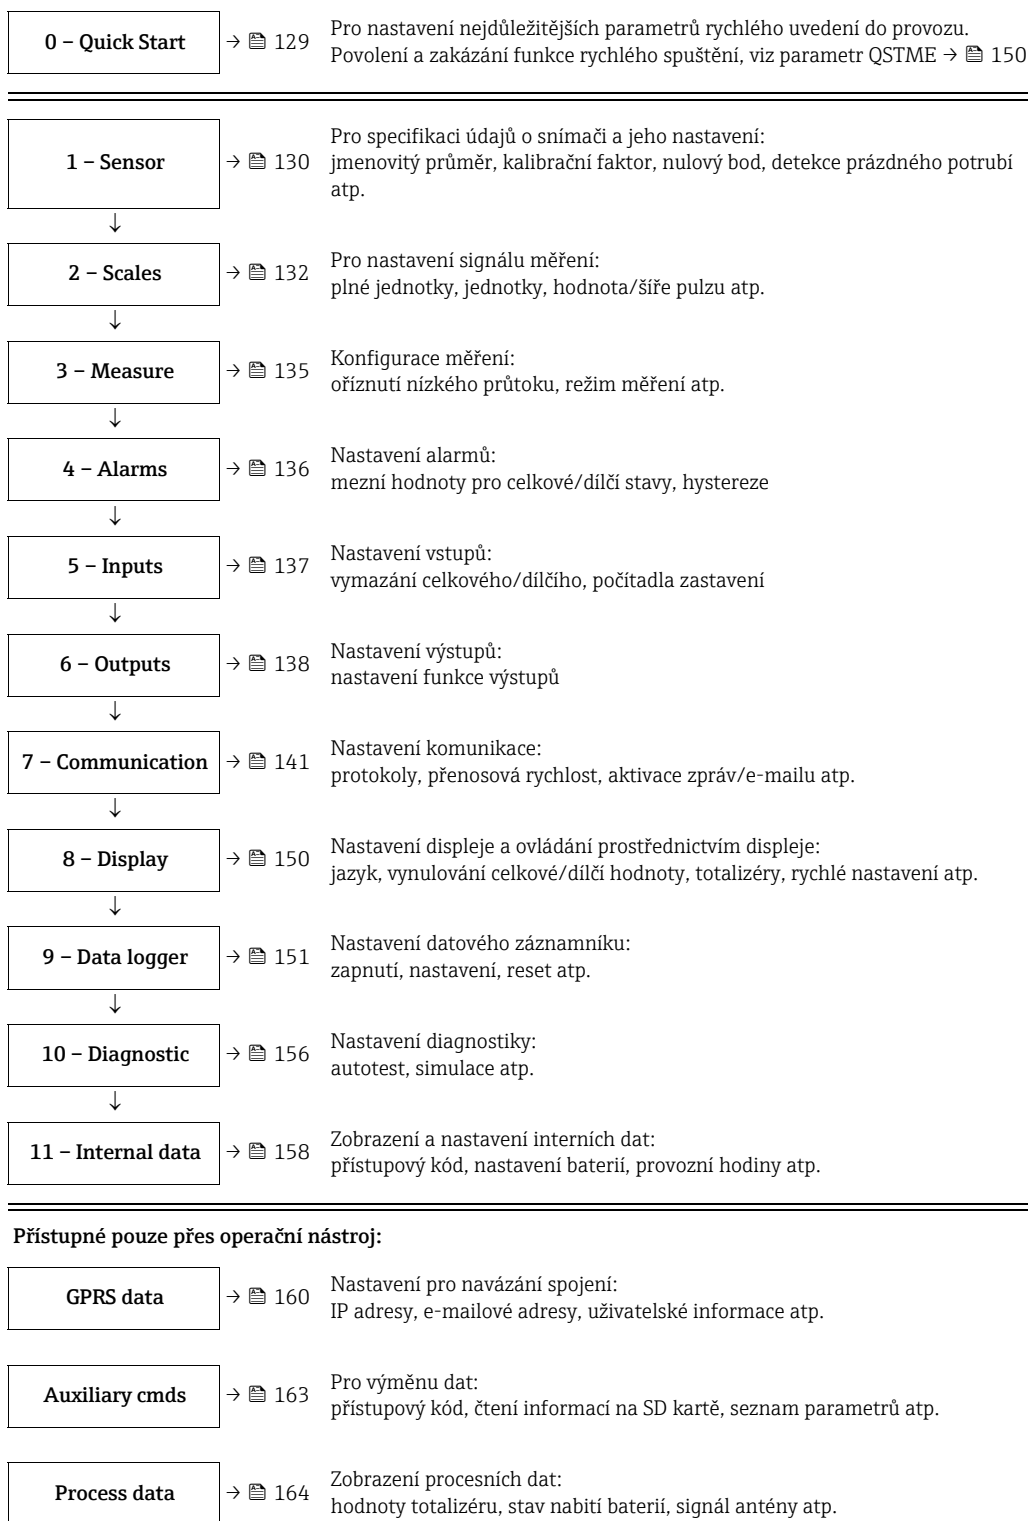 0 – Quick Start → 129 Pro nastavení nejdůležitějších parametrů rychlého uvedení do provozu.
Povolení a zakázání funkce rychlého spuštění, viz parametr QSTME → 150
1 – Sensor → 130 Pro specifikaci údajů o snímači a jeho nastavení:
jmenovitý průměr, kalibrační faktor, nulový bod, detekce prázdného potrubí
atp.
↓
2 – Scales → 132 Pro nastavení signálu měření:
plné jednotky, jednotky, hodnota/šíře pulzu atp.
↓
3 – Measure → 135 Konfigurace měření:
oříznutí nízkého průtoku, režim měření atp.
↓
4 – Alarms → 136 Nastavení alarmů:
mezní hodnoty pro celkové/dílčí stavy, hystereze
↓
5 – Inputs → 137 Nastavení vstupů:
vymazání celkového/dílčího, počítadla zastavení
↓
6 – Outputs → 138 Nastavení výstupů:
nastavení funkce výstupů
↓
7 – Communication → 141 Nastavení komunikace:
protokoly, přenosová rychlost, aktivace zpráv/e-mailu atp.
↓
8 – Display → 150 Nastavení displeje a ovládání prostřednictvím displeje:
jazyk, vynulování celkové/dílčí hodnoty, totalizéry, rychlé nastavení atp.
↓
9 – Data logger → 151 Nastavení datového záznamníku:
zapnutí, nastavení, reset atp.
↓
10 – Diagnostic → 156 Nastavení diagnostiky:
autotest, simulace atp.
↓
11 – Internal data → 158 Zobrazení a nastavení interních dat:
přístupový kód, nastavení baterií, provozní hodiny atp.
Přístupné pouze přes operační nástroj:
GPRS data → 160 Nastavení pro navázání spojení:
IP adresy, e-mailové adresy, uživatelské informace atp.
Auxiliary cmds → 163 Pro výměnu dat:
přístupový kód, čtení informací na SD kartě, seznam parametrů atp.
Process data → 164 Zobrazení procesních dat:
hodnoty totalizéru, stav nabití baterií, signál antény atp.